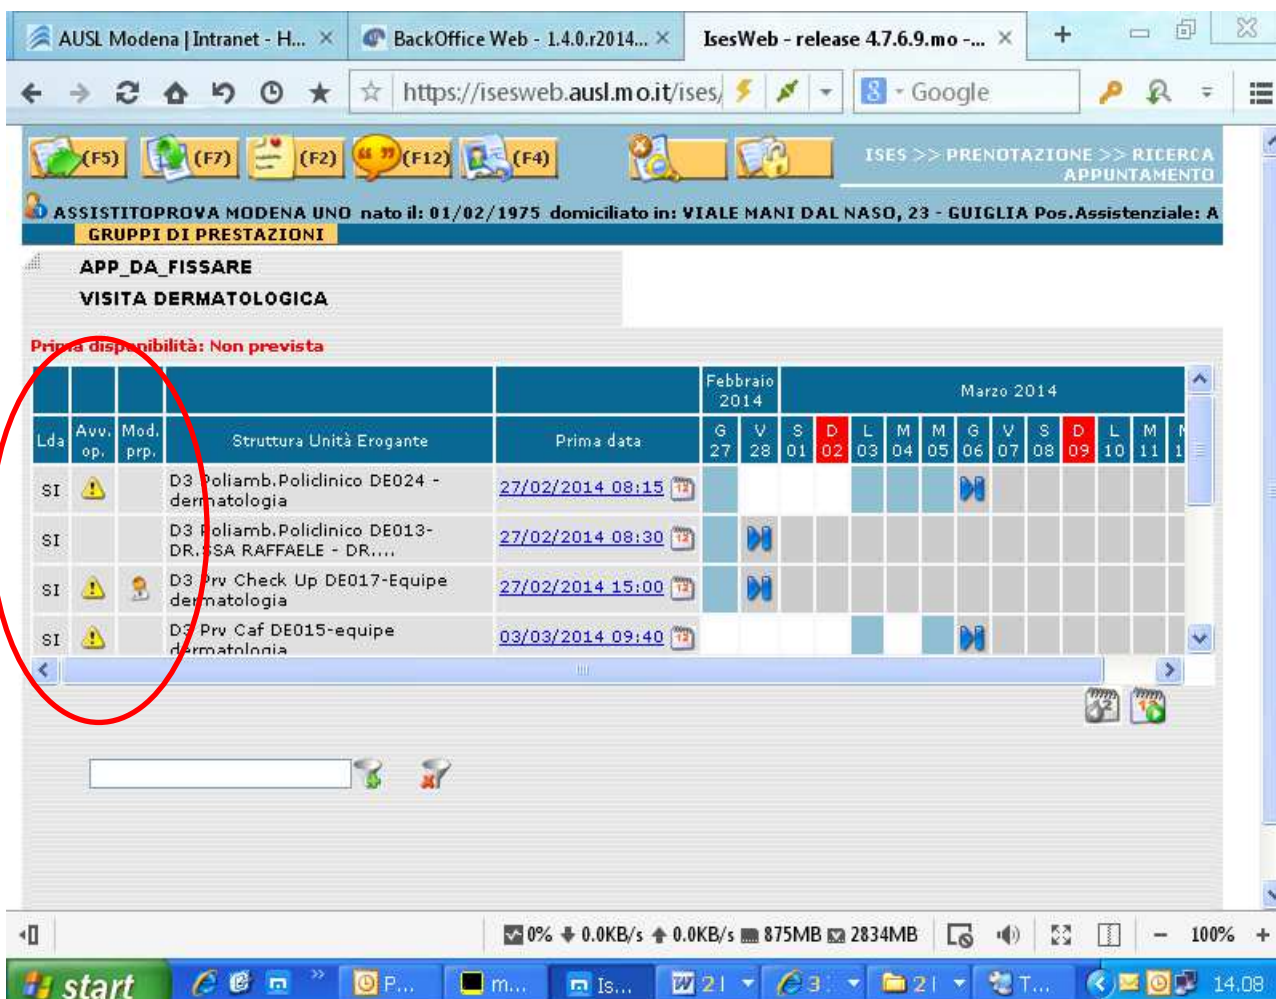 AUSL Modena | Intranet - H...
BackOffice Web - 1.4.0.r2014...
IsesWeb - release 4.7.6.9.mo -...
https://isesweb.ausl.mo.it/ises/
Google
(F5) (F7) (F2) (F12) (F4)
ISES >> PRENOTAZIONE >> RICERCA
APPUNTAMENTO
ASSISTITOPROVA MODENA UNO nato il: 01/02/1975 domiciliato in: VIALE MANI DAL NASO, 23 - GUIGLIA Pos.Assistenziale: A
GRUPPI DI PRESTAZIONI
APP_DA_FISSARE
VISITA DERMATOLOGICA
Prima disponibilità: Non prevista
Febbraio 2014 Marzo 2014
Lda Avv. op. Mod. prp. Struttura Unità Erogante Prima data G 27 V 28 S 01 D 02 L 03 M 04 M 05 G 06 V 07 S 08 D 09 L 10 M 11
SI D3 Poliamb.Policlinico DE024 - dermatologia 27/02/2014 08:15
SI D3 Poliamb.Policlinico DE013- DR.SSA RAFFAELE - DR.... 27/02/2014 08:30
SI D3 Prv Check Up DE017-Equipe dermatologia 27/02/2014 15:00
SI D3 Prv Caf DE015-equipe dermatologia 03/03/2014 09:40
0% 0.0KB/s 0.0KB/s 875MB 2834MB 100%
start P... m... Is... 2 I 3 2 I T... 14.08